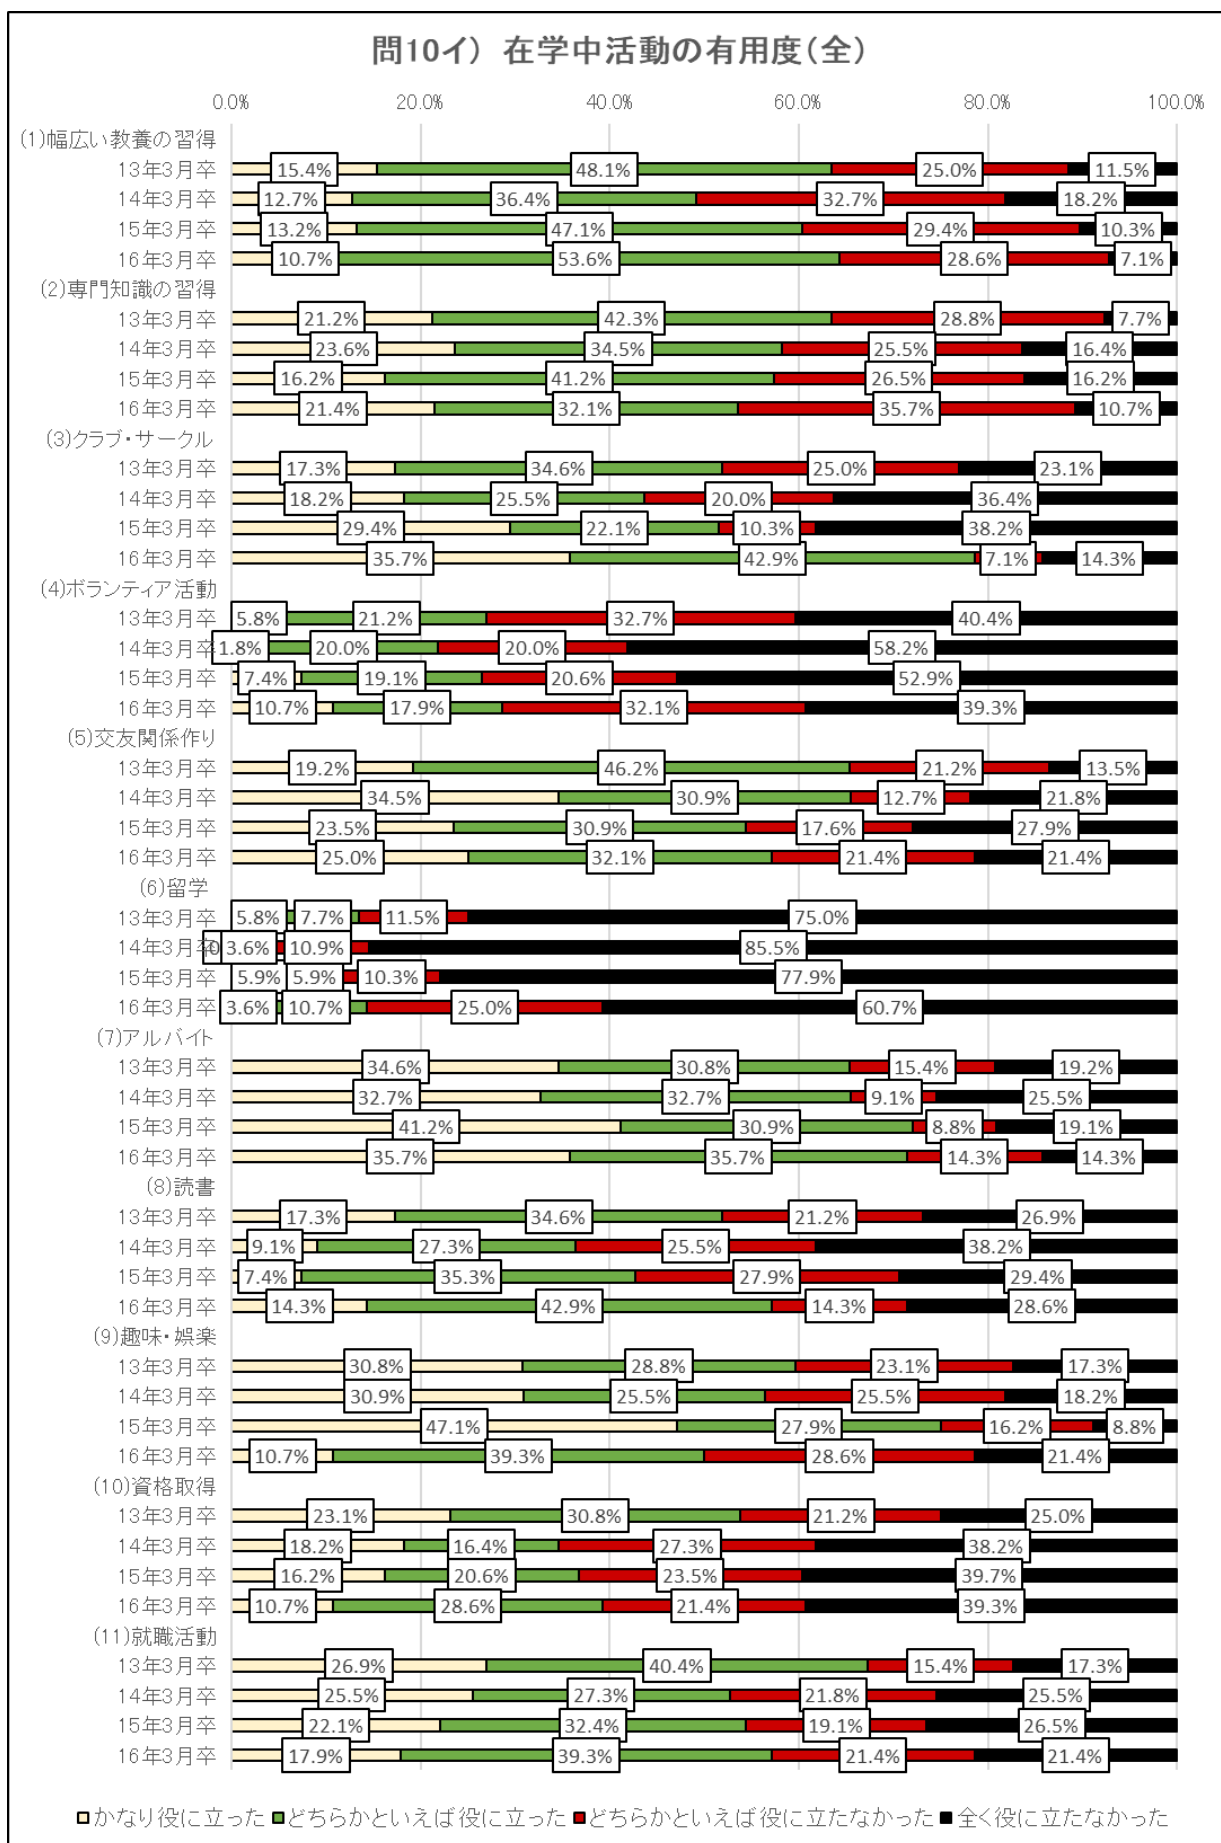 問10イ) 在学中活動の有用度(全)
0.0% 20.0% 40.0% 60.0% 80.0% 100.0%
(1)幅広い教養の習得
13年3月卒 15.4% 48.1% 25.0% 11.5%
14年3月卒 12.7% 36.4% 32.7% 18.2%
15年3月卒 13.2% 47.1% 29.4% 10.3%
16年3月卒 10.7% 53.6% 28.6% 7.1%
(2)専門知識の習得
13年3月卒 21.2% 42.3% 28.8% 7.7%
14年3月卒 23.6% 34.5% 25.5% 16.4%
15年3月卒 16.2% 41.2% 26.5% 16.2%
16年3月卒 21.4% 32.1% 35.7% 10.7%
(3)クラブ・サークル
13年3月卒 17.3% 34.6% 25.0% 23.1%
14年3月卒 18.2% 25.5% 20.0% 36.4%
15年3月卒 29.4% 22.1% 10.3% 38.2%
16年3月卒 35.7% 42.9% 7.1% 14.3%
(4)ボランティア活動
13年3月卒 5.8% 21.2% 32.7% 40.4%
14年3月卒 1.8% 20.0% 20.0% 58.2%
15年3月卒 7.4% 19.1% 20.6% 52.9%
16年3月卒 10.7% 17.9% 32.1% 39.3%
(5)交友関係作り
13年3月卒 19.2% 46.2% 21.2% 13.5%
14年3月卒 34.5% 30.9% 12.7% 21.8%
15年3月卒 23.5% 30.9% 17.6% 27.9%
16年3月卒 25.0% 32.1% 21.4% 21.4%
(6)留学
13年3月卒 5.8% 7.7% 11.5% 75.0%
14年3月卒 3.6% 10.9% 85.5%
15年3月卒 5.9% 5.9% 10.3% 77.9%
16年3月卒 3.6% 10.7% 25.0% 60.7%
(7)アルバイト
13年3月卒 34.6% 30.8% 15.4% 19.2%
14年3月卒 32.7% 32.7% 9.1% 25.5%
15年3月卒 41.2% 30.9% 8.8% 19.1%
16年3月卒 35.7% 35.7% 14.3% 14.3%
(8)読書
13年3月卒 17.3% 34.6% 21.2% 26.9%
14年3月卒 9.1% 27.3% 25.5% 38.2%
15年3月卒 7.4% 35.3% 27.9% 29.4%
16年3月卒 14.3% 42.9% 14.3% 28.6%
(9)趣味・娯楽
13年3月卒 30.8% 28.8% 23.1% 17.3%
14年3月卒 30.9% 25.5% 25.5% 18.2%
15年3月卒 47.1% 27.9% 16.2% 8.8%
16年3月卒 10.7% 39.3% 28.6% 21.4%
(10)資格取得
13年3月卒 23.1% 30.8% 21.2% 25.0%
14年3月卒 18.2% 16.4% 27.3% 38.2%
15年3月卒 16.2% 20.6% 23.5% 39.7%
16年3月卒 10.7% 28.6% 21.4% 39.3%
(11)就職活動
13年3月卒 26.9% 40.4% 15.4% 17.3%
14年3月卒 25.5% 27.3% 21.8% 25.5%
15年3月卒 22.1% 32.4% 19.1% 26.5%
16年3月卒 17.9% 39.3% 21.4% 21.4%
かなり役に立った どちらかといえば役に立った どちらかといえば役に立たなかった 全く役に立たなかった